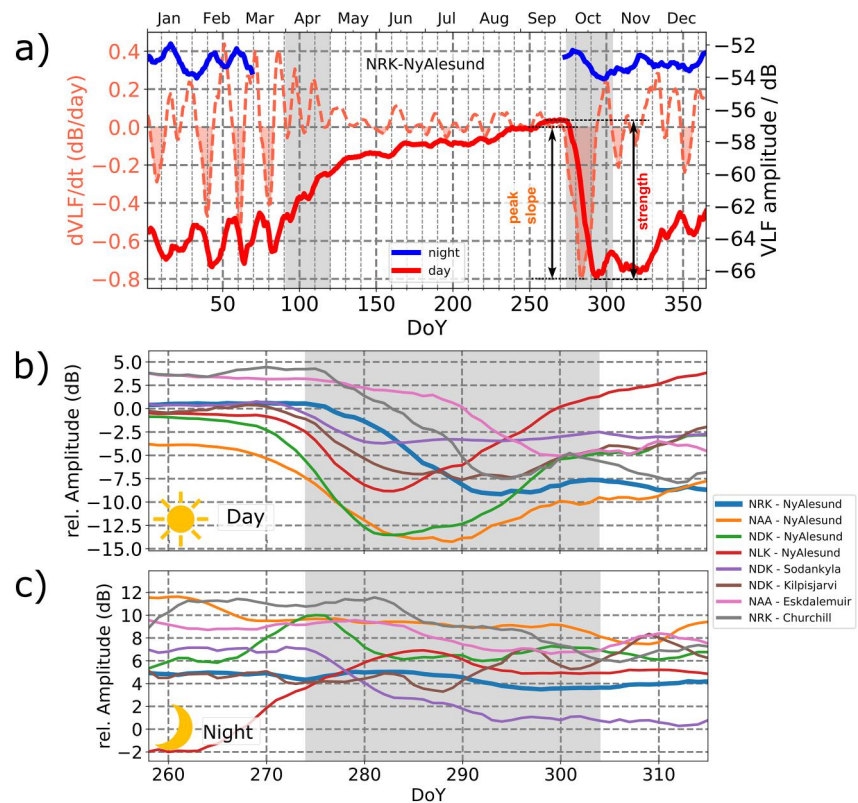 Jan Feb Mar Apr May Jun Jul Aug Sep Oct Nov Dec
a)
NRK-NyAlesund
dVLF/dt (dB/day)
0.4
0.2
0.0
−0.2
−0.4
−0.6
−0.8
VLF amplitude / dB
−52
−54
−56
−58
−60
−62
−64
−66
peak
slope
strength
night
day
50 100 150 200 250 300 350
DoY
b)
rel. Amplitude (dB)
5.0
2.5
0.0
−2.5
−5.0
−7.5
−10.0
−12.5
−15.0
Day
NRK - NyAlesund
NAA - NyAlesund
NDK - NyAlesund
NLK - NyAlesund
NDK - Sodankyla
NDK - Kilpisjarvi
NAA - Eskdalemuir
NRK - Churchill
c)
rel. Amplitude (dB)
12
10
8
6
4
2
0
−2
Night
260 270 280 290 300 310
DoY